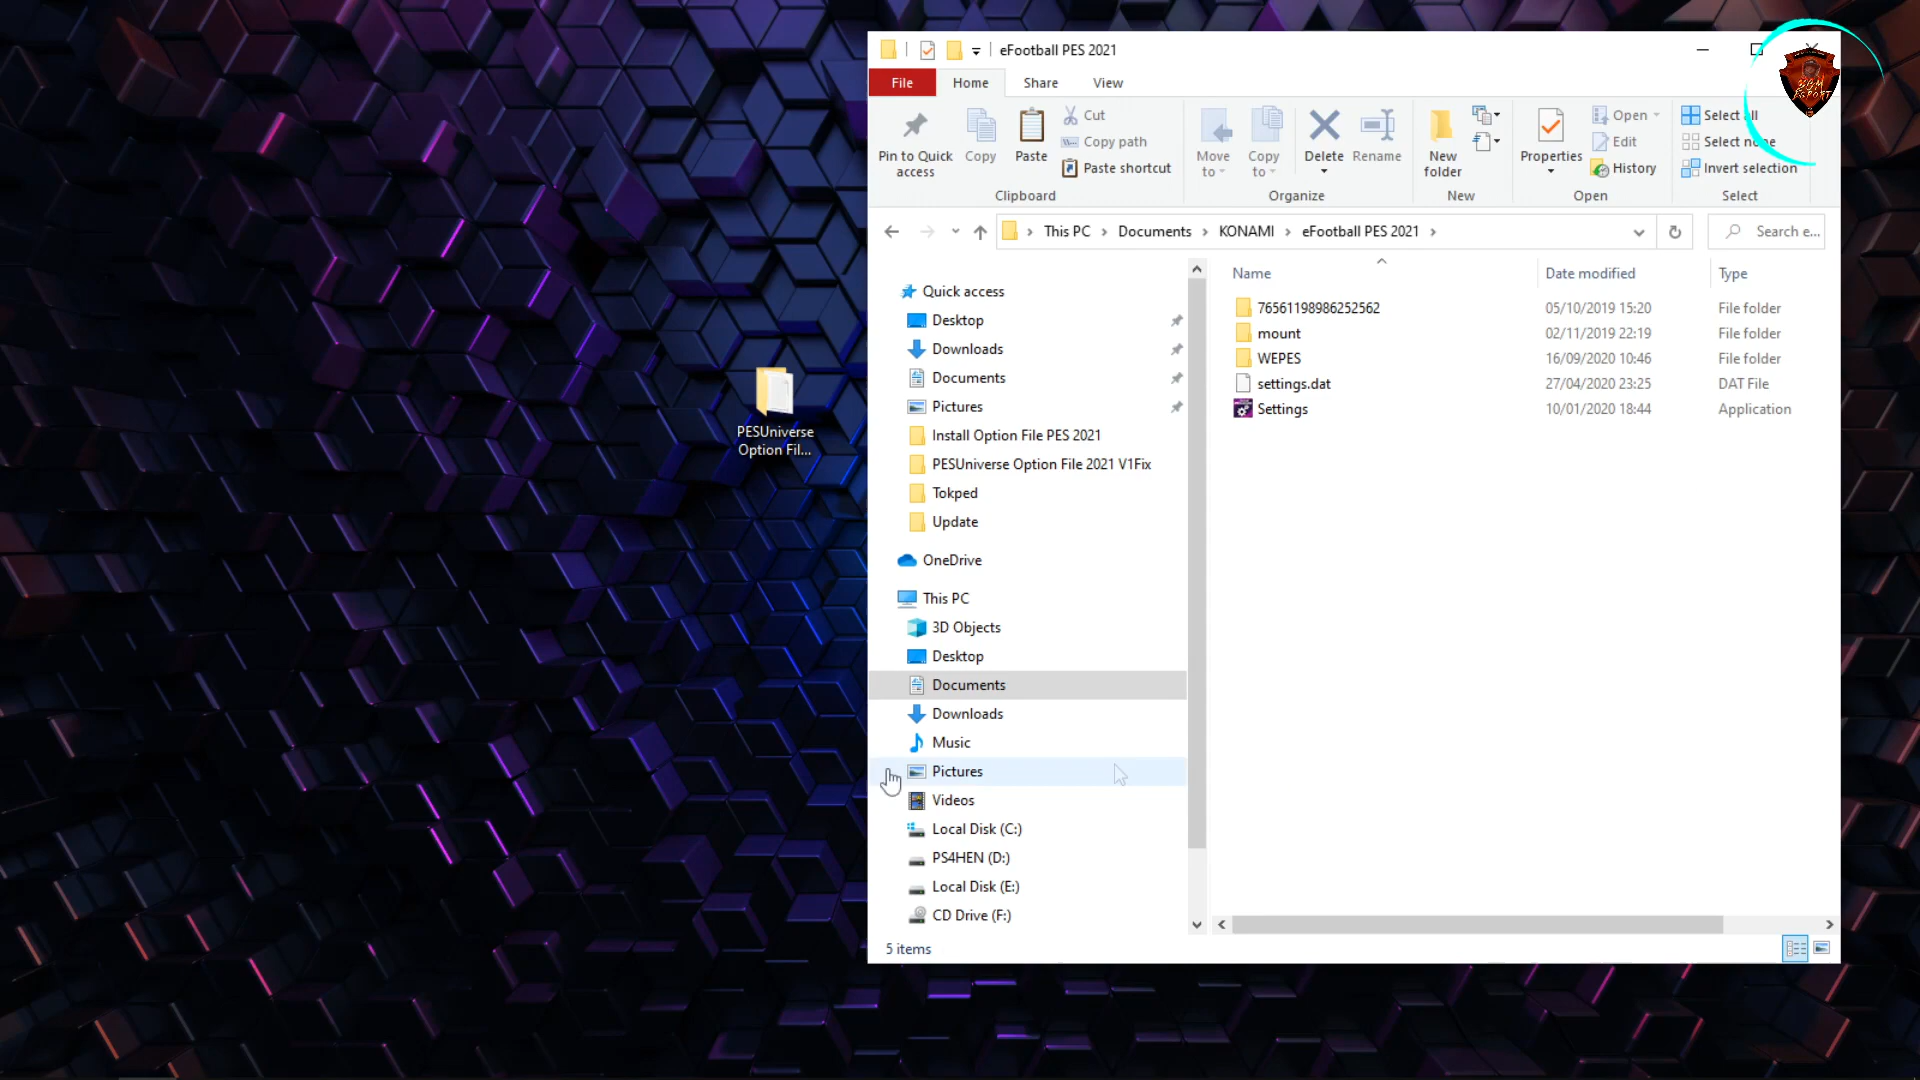 eFootball PES 2021
File Home Share View
Pin to Quick access
Copy
Paste
Cut
Copy path
Paste shortcut
Clipboard
Move to
Copy to
Delete
Rename
Organize
New folder
New
Properties
Open
Edit
History
Open
Select all
Select none
Invert selection
Select
This PC Documents KONAMI eFootball PES 2021
Search e...
Name Date modified Type
76561198986252562 05/10/2019 15:20 File folder
mount 02/11/2019 22:19 File folder
WEPES 16/09/2020 10:46 File folder
settings.dat 27/04/2020 23:25 DAT File
Settings 10/01/2020 18:44 Application
Quick access
Desktop
Downloads
Documents
Pictures
Install Option File PES 2021
PESUniverse Option File 2021 V1Fix
Tokped
Update
OneDrive
This PC
3D Objects
Desktop
Documents
Downloads
Music
Pictures
Videos
Local Disk (C:)
PS4HEN (D:)
Local Disk (E:)
CD Drive (F:)
5 items
PESUniverse
Option Fil...